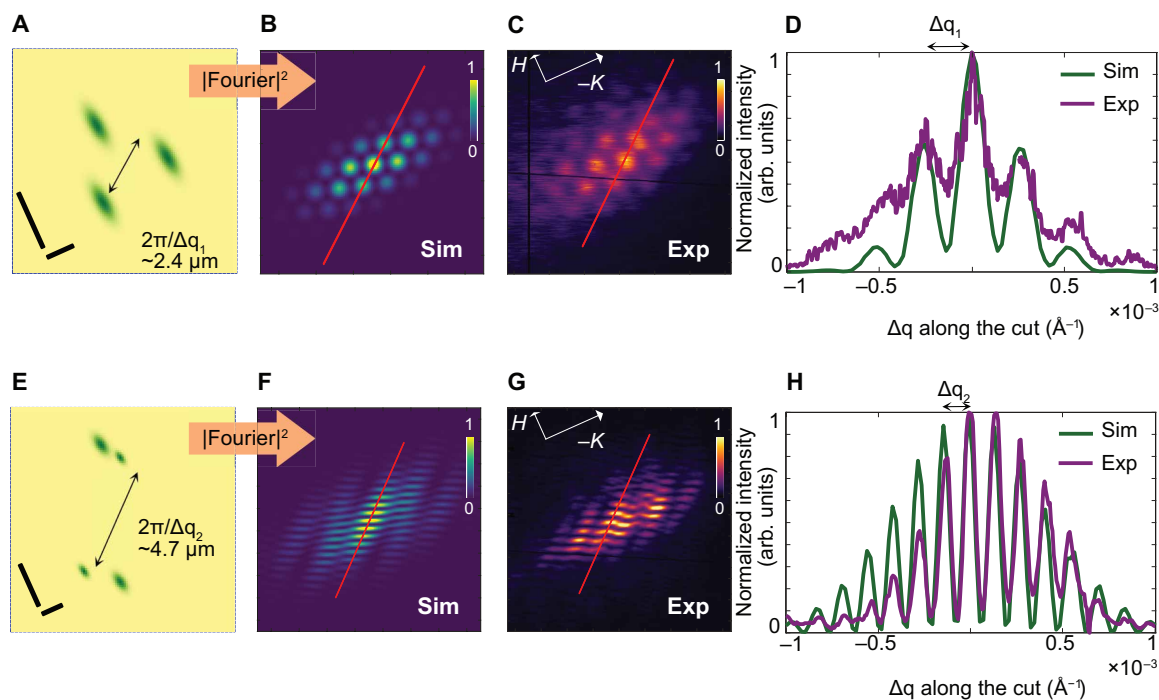 A
B
C
D
|Fourier|²
1
0
Sim
H
–K
1
0
Exp
2π/Δq₁
~2.4 μm
Δq₁
Normalized intensity
(arb. units)
1
0
Sim
Exp
–1
–0.5
0
0.5
1
×10⁻³
Δq along the cut (Å⁻¹)
E
F
G
H
|Fourier|²
1
0
Sim
H
–K
1
0
Exp
2π/Δq₂
~4.7 μm
Δq₂
Normalized intensity
(arb. units)
1
0
Sim
Exp
–1
–0.5
0
0.5
1
×10⁻³
Δq along the cut (Å⁻¹)